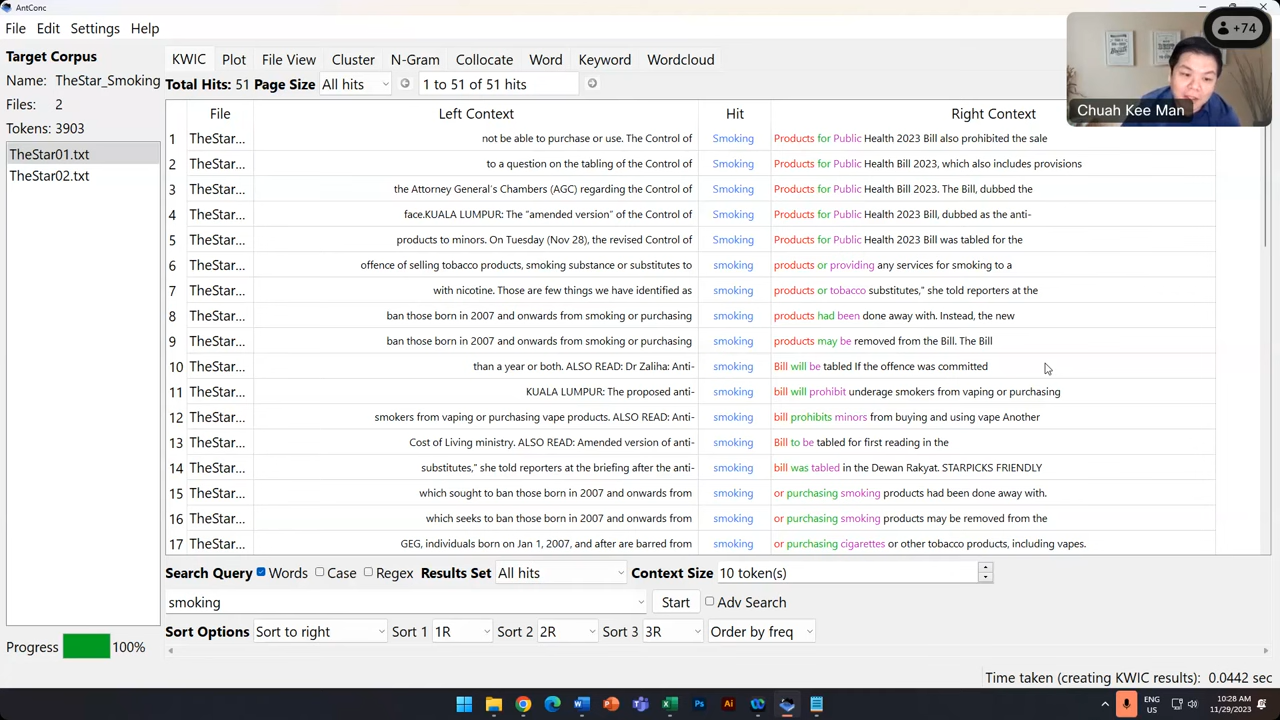 AntConc
File Edit Settings Help
+74
Chuah Kee Man
Target Corpus
Name: TheStar_Smoking
Files: 2
Tokens: 3903
TheStar01.txt
TheStar02.txt
Progress 100%
KWIC Plot File View Cluster N-Gram Collocate Word Keyword Wordcloud
Total Hits: 51 Page Size All hits 1 to 51 of 51 hits
File Left Context Hit Right Context
1 TheStar... not be able to purchase or use. The Control of Smoking Products for Public Health 2023 Bill also prohibited the sale
2 TheStar... to a question on the tabling of the Control of Smoking Products for Public Health Bill 2023, which also includes provisions
3 TheStar... the Attorney General's Chambers (AGC) regarding the Control of Smoking Products for Public Health Bill 2023. The Bill, dubbed the
4 TheStar... face.KUALA LUMPUR: The "amended version" of the Control of Smoking Products for Public Health 2023 Bill, dubbed as the anti-
5 TheStar... products to minors. On Tuesday (Nov 28), the revised Control of Smoking Products for Public Health 2023 Bill was tabled for the
6 TheStar... offence of selling tobacco products, smoking substance or substitutes to smoking products or providing any services for smoking to a
7 TheStar... with nicotine. Those are few things we have identified as smoking products or tobacco substitutes," she told reporters at the
8 TheStar... ban those born in 2007 and onwards from smoking or purchasing smoking products had been done away with. Instead, the new
9 TheStar... ban those born in 2007 and onwards from smoking or purchasing smoking products may be removed from the Bill. The Bill
10 TheStar... than a year or both. ALSO READ: Dr Zaliha: Anti- smoking Bill will be tabled If the offence was committed
11 TheStar... KUALA LUMPUR: The proposed anti- smoking bill will prohibit underage smokers from vaping or purchasing
12 TheStar... smokers from vaping or purchasing vape products. ALSO READ: Anti- smoking bill prohibits minors from buying and using vape Another
13 TheStar... Cost of Living ministry. ALSO READ: Amended version of anti- smoking Bill to be tabled for first reading in the
14 TheStar... substitutes," she told reporters at the briefing after the anti- smoking bill was tabled in the Dewan Rakyat. STARPICKS FRIENDLY
15 TheStar... which sought to ban those born in 2007 and onwards from smoking or purchasing smoking products had been done away with.
16 TheStar... which seeks to ban those born in 2007 and onwards from smoking or purchasing smoking products may be removed from the
17 TheStar... GEG, individuals born on Jan 1, 2007, and after are barred from smoking or purchasing cigarettes or other tobacco products, including vapes.
Search Query Words Case Regex Results Set All hits Context Size 10 token(s)
smoking Start Adv Search
Sort Options Sort to right Sort 1 1R Sort 2 2R Sort 3 3R Order by freq
Time taken (creating KWIC results): 0.0442 sec
ENG
US
10:28 AM
11/29/2023